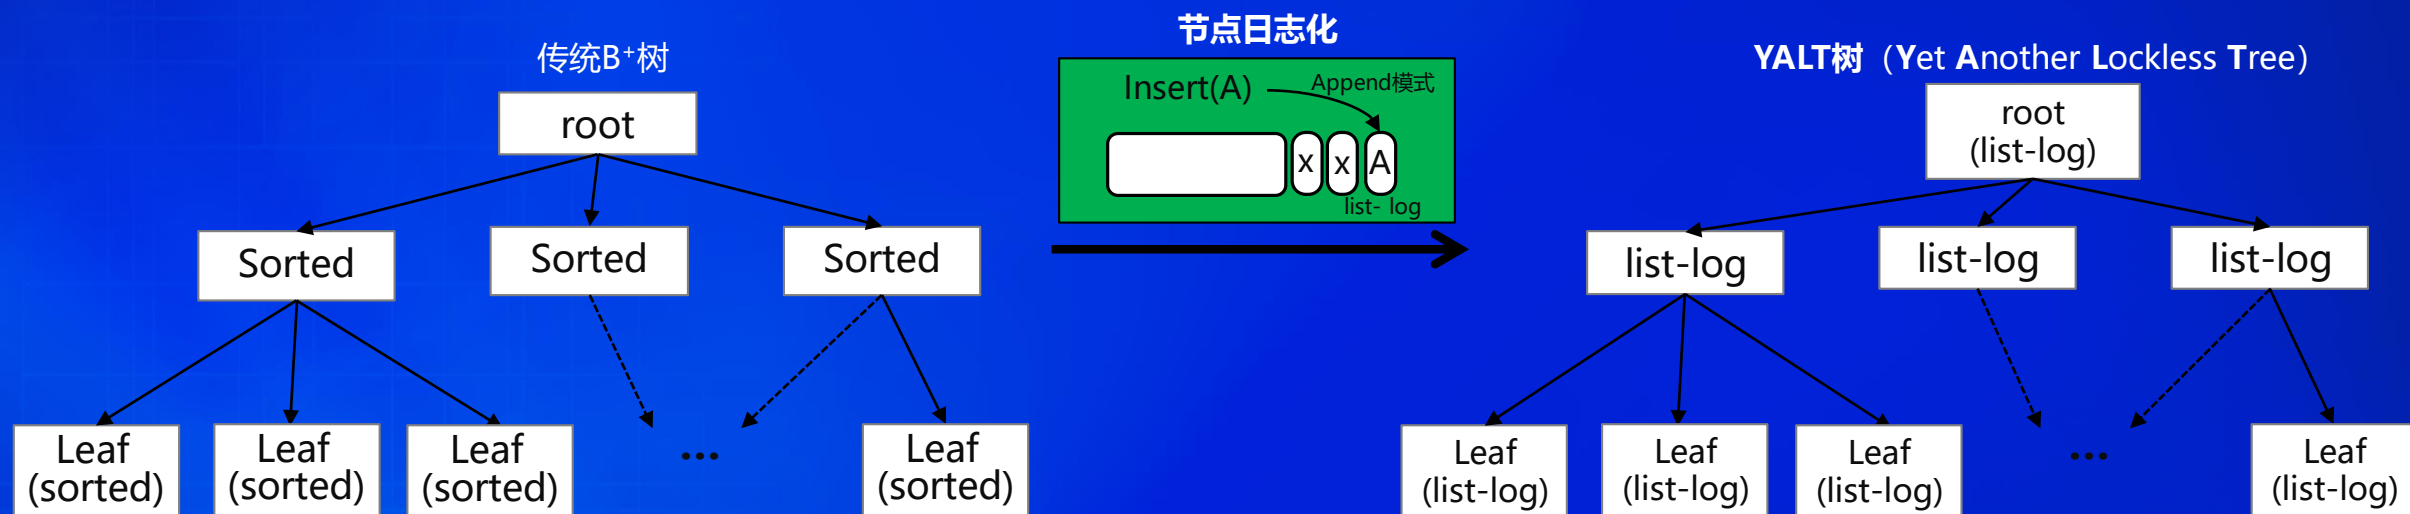 传统B⁺树
root
Sorted
Sorted
Sorted
Leaf
(sorted)
Leaf
(sorted)
Leaf
(sorted)
...
Leaf
(sorted)
节点日志化
Insert(A)
Append模式
x
x
A
list- log
YALT树（Yet Another Lockless Tree）
root
(list-log)
list-log
list-log
list-log
Leaf
(list-log)
Leaf
(list-log)
Leaf
(list-log)
...
Leaf
(list-log)